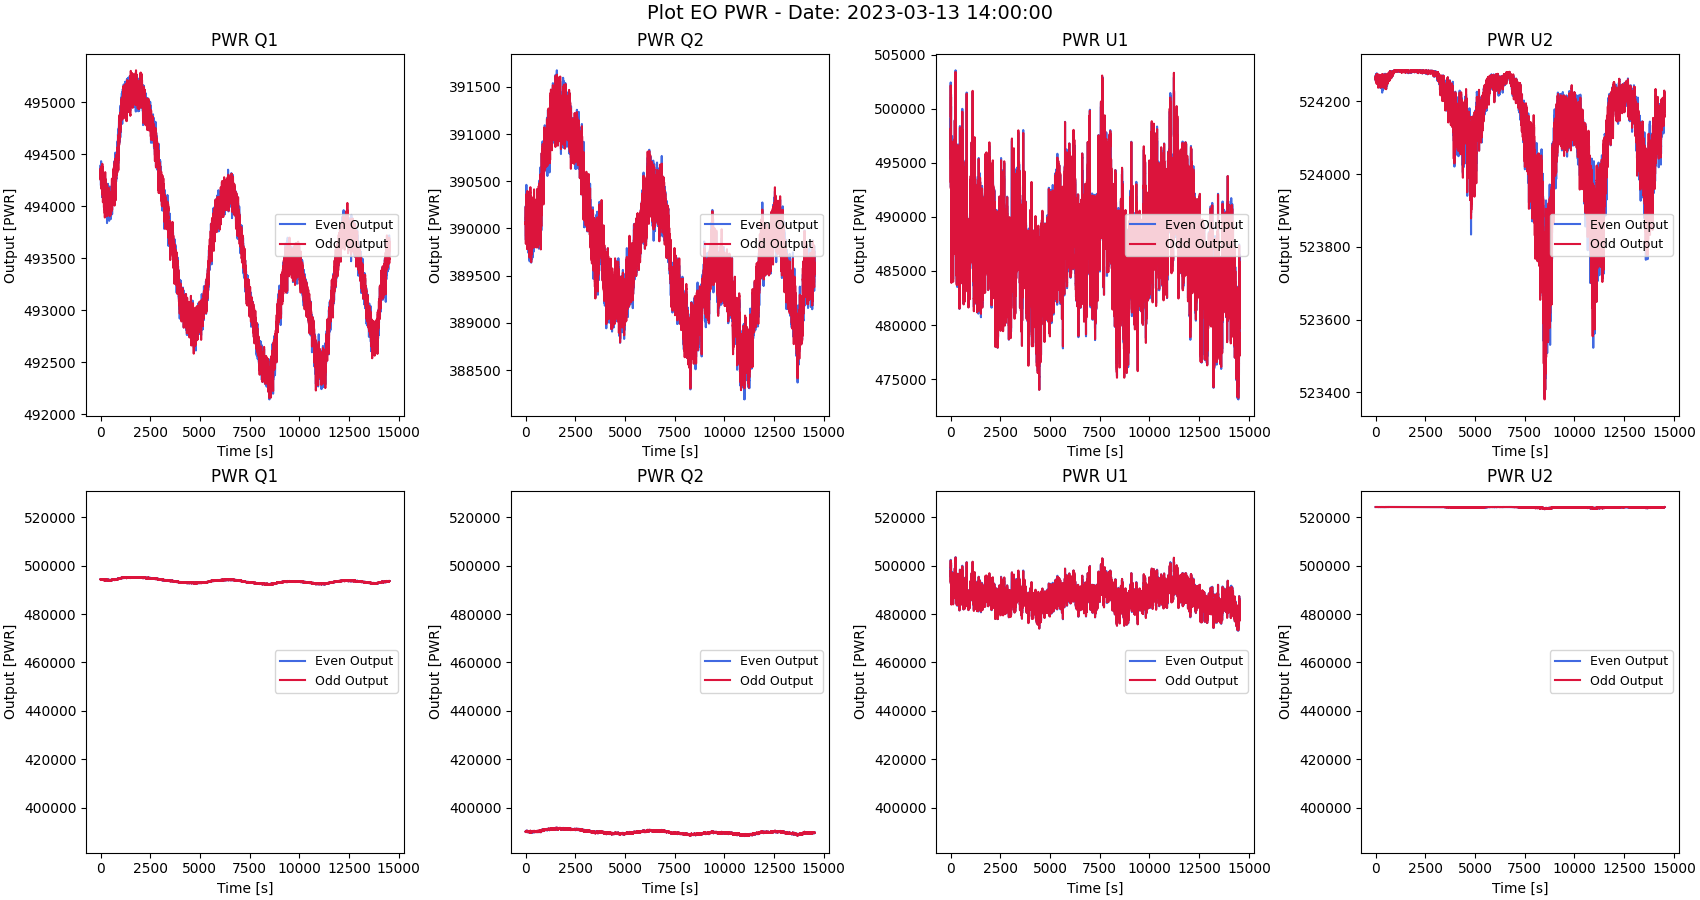 Plot EO PWR - Date: 2023-03-13 14:00:00
PWR Q1
Output [PWR]
495000
494500
494000
493500
493000
492500
492000
Even Output
Odd Output
0 2500 5000 7500 10000 12500 15000
Time [s]
PWR Q2
Output [PWR]
391500
391000
390500
390000
389500
389000
388500
Even Output
Odd Output
0 2500 5000 7500 10000 12500 15000
Time [s]
PWR U1
Output [PWR]
505000
500000
495000
490000
485000
480000
475000
Even Output
Odd Output
0 2500 5000 7500 10000 12500 15000
Time [s]
PWR U2
Output [PWR]
524200
524000
523800
523600
523400
Even Output
Odd Output
0 2500 5000 7500 10000 12500 15000
Time [s]
PWR Q1
Output [PWR]
520000
500000
480000
460000
440000
420000
400000
Even Output
Odd Output
0 2500 5000 7500 10000 12500 15000
Time [s]
PWR Q2
Output [PWR]
520000
500000
480000
460000
440000
420000
400000
Even Output
Odd Output
0 2500 5000 7500 10000 12500 15000
Time [s]
PWR U1
Output [PWR]
520000
500000
480000
460000
440000
420000
400000
Even Output
Odd Output
0 2500 5000 7500 10000 12500 15000
Time [s]
PWR U2
Output [PWR]
520000
500000
480000
460000
440000
420000
400000
Even Output
Odd Output
0 2500 5000 7500 10000 12500 15000
Time [s]